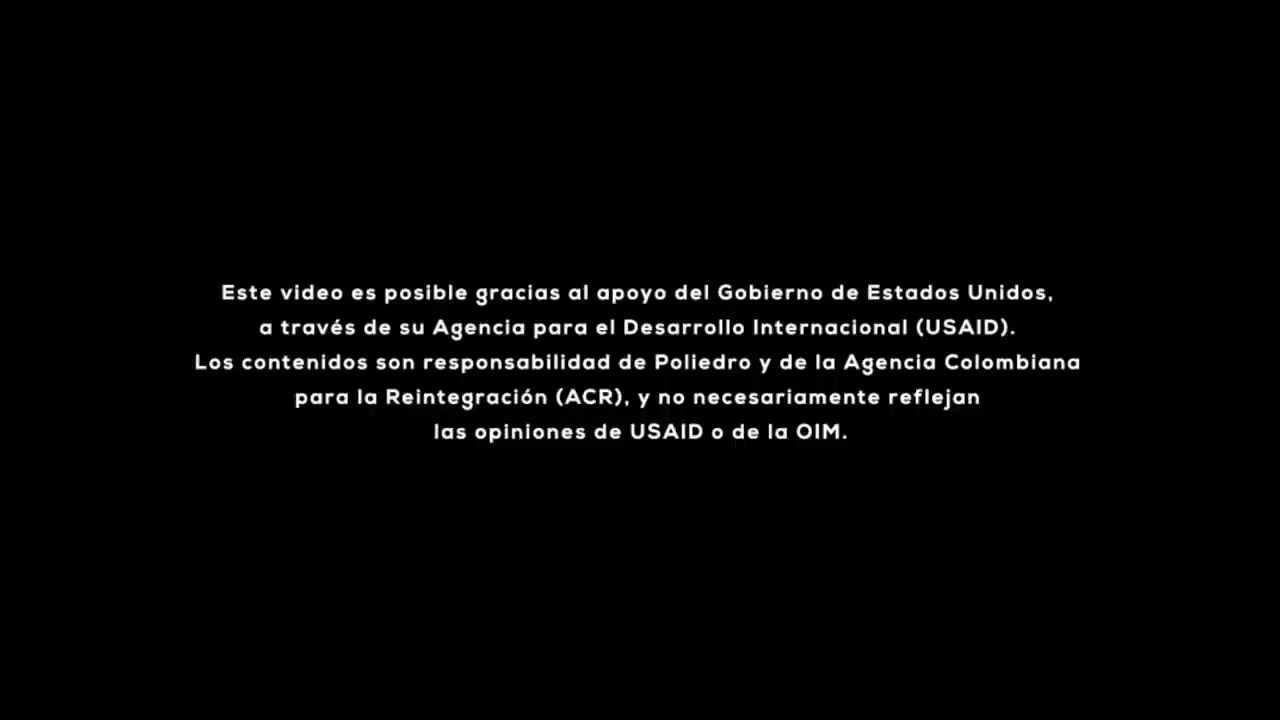 Este video es posible gracias al apoyo del Gobierno de Estados Unidos,
a través de su Agencia para el Desarrollo Internacional (USAID).
Los contenidos son responsabilidad de Poliedro y de la Agencia Colombiana
para la Reintegración (ACR), y no necesariamente reflejan
las opiniones de USAID o de la OIM.